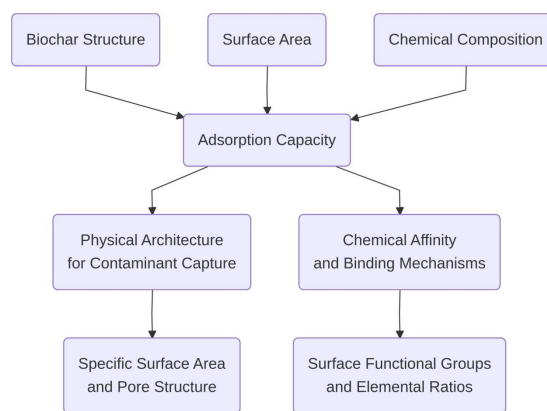 Biochar Structure
Surface Area
Chemical Composition
Adsorption Capacity
Physical Architecture
for Contaminant Capture
Chemical Affinity
and Binding Mechanisms
Specific Surface Area
and Pore Structure
Surface Functional Groups
and Elemental Ratios